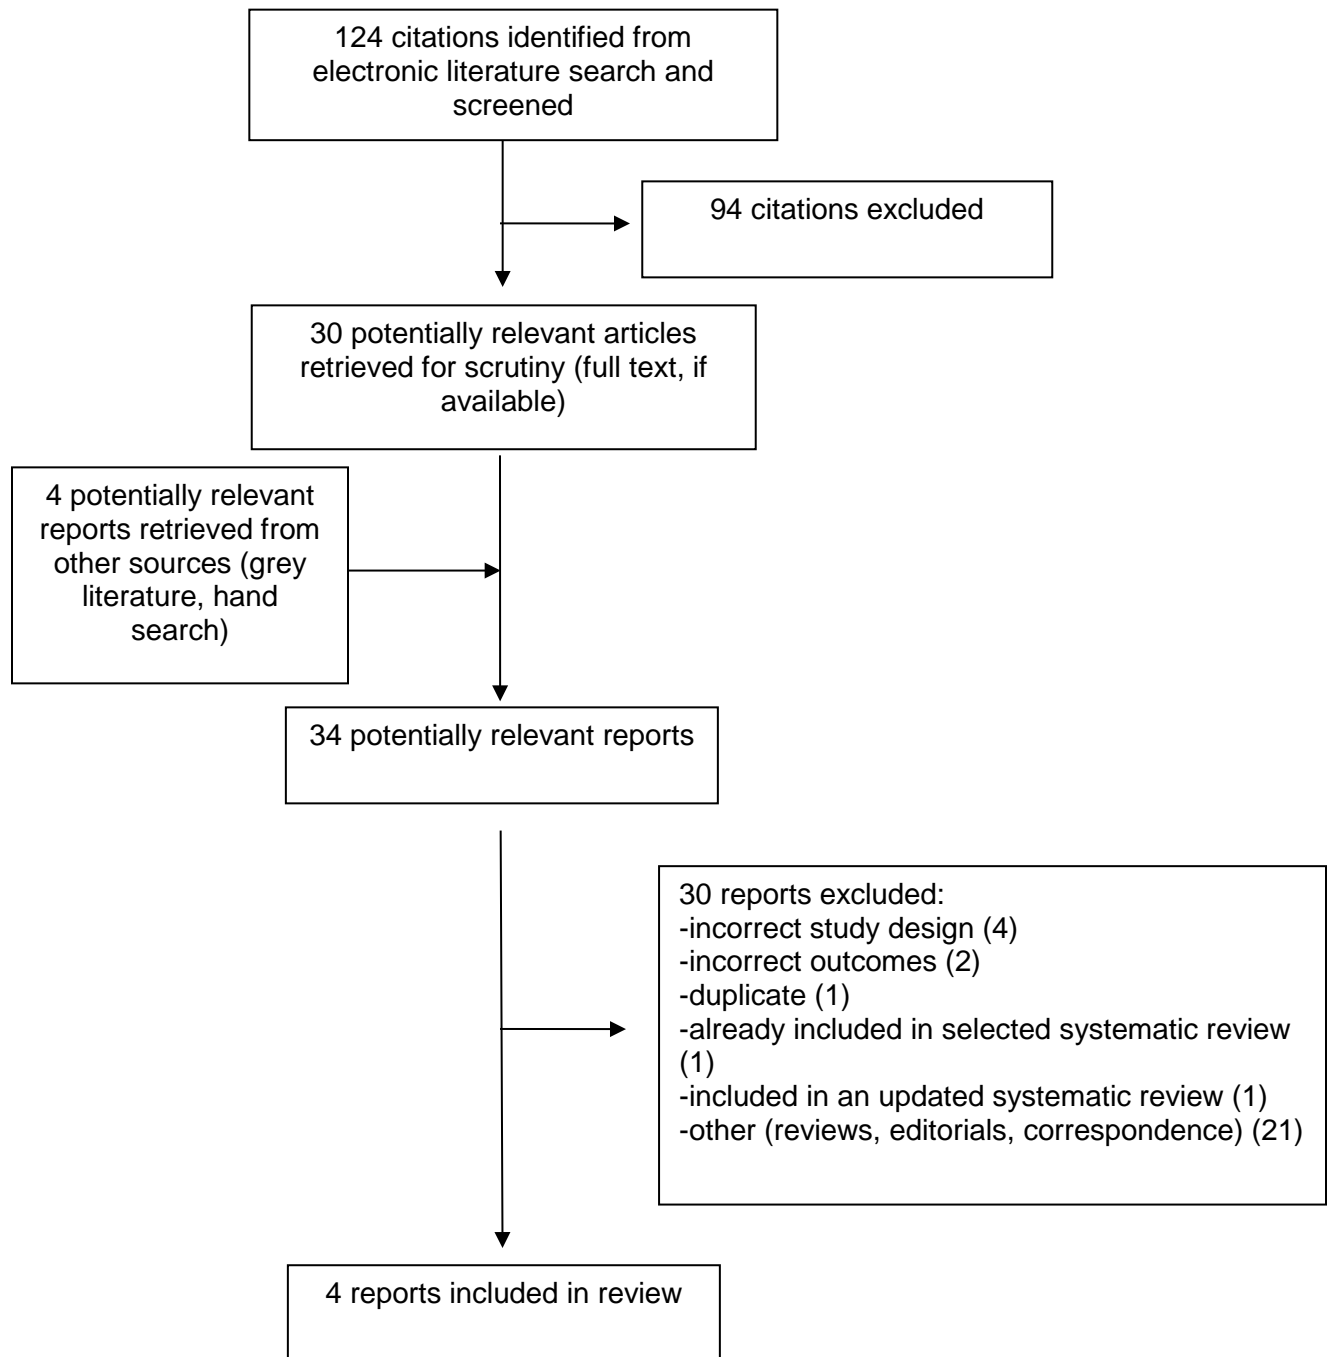 124 citations identified from
electronic literature search and
screened
94 citations excluded
30 potentially relevant articles
retrieved for scrutiny (full text, if
available)
4 potentially relevant
reports retrieved from
other sources (grey
literature, hand
search)
34 potentially relevant reports
30 reports excluded:
-incorrect study design (4)
-incorrect outcomes (2)
-duplicate (1)
-already included in selected systematic review
(1)
-included in an updated systematic review (1)
-other (reviews, editorials, correspondence) (21)
4 reports included in review